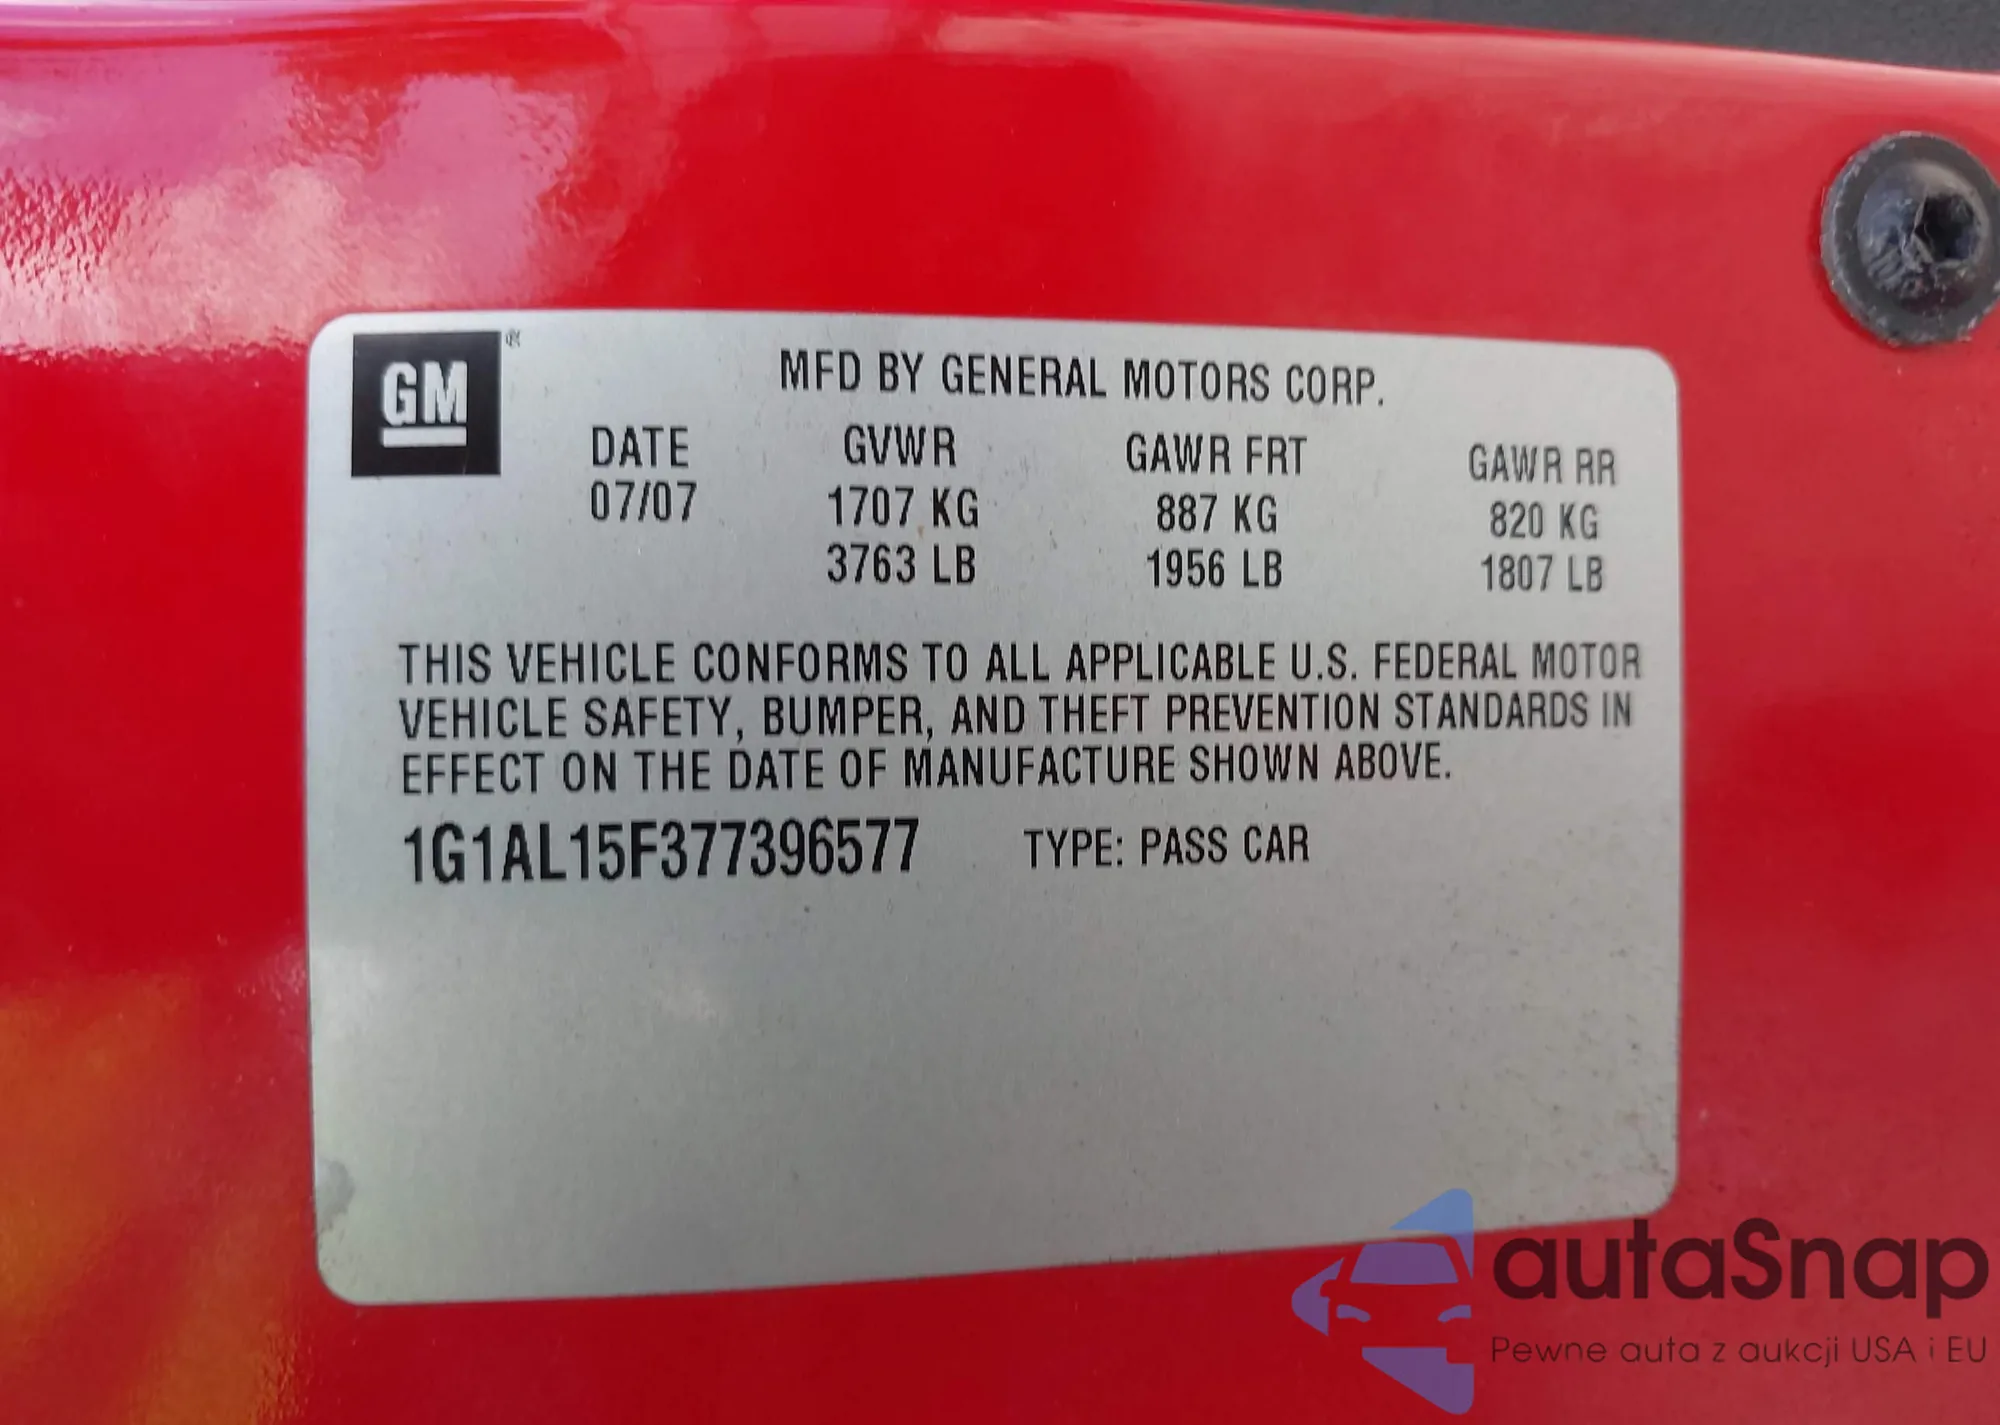 GM
MFD BY GENERAL MOTORS CORP.
DATE GVWR GAWR FRT GAWR RR
07/07 1707 KG 887 KG 820 KG
3763 LB 1956 LB 1807 LB
THIS VEHICLE CONFORMS TO ALL APPLICABLE U.S. FEDERAL MOTOR
VEHICLE SAFETY, BUMPER, AND THEFT PREVENTION STANDARDS IN
EFFECT ON THE DATE OF MANUFACTURE SHOWN ABOVE.
1G1AL15F377396577 TYPE: PASS CAR
autaSnap
Pewne auta z aukcji USA i EU